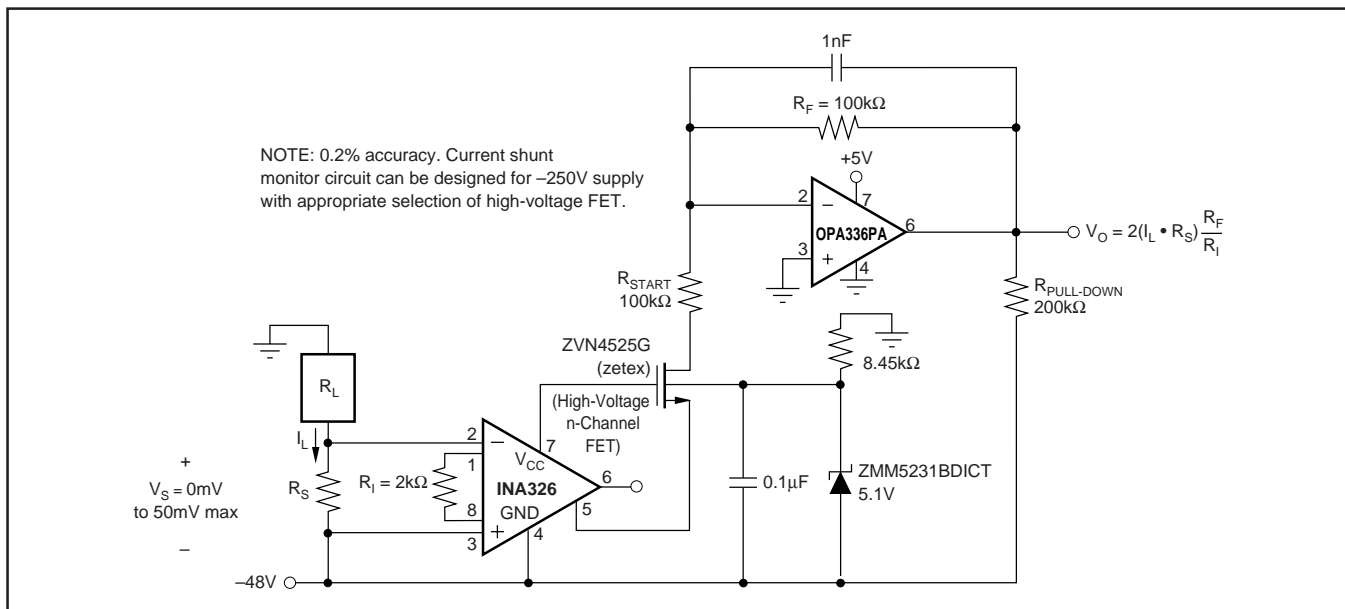 1nF
R_F = 100kΩ
NOTE: 0.2% accuracy. Current shunt
monitor circuit can be designed for –250V supply
with appropriate selection of high-voltage FET.
+5V
2
–
7
OPA336PA
6
3
+
4
V_O = 2(I_L • R_S) R_F
R_I
R_START
100kΩ
R_PULL-DOWN
200kΩ
ZVN4525G
(zetex)
8.45kΩ
(High-Voltage
n-Channel
FET)
R_L
I_L
2
–
7
1
V_CC
+
V_S = 0mV
to 50mV max
–
R_S
R_I = 2kΩ
INA326
6
8
GND
5
3
+
4
0.1µF
ZMM5231BDICT
5.1V
–48V